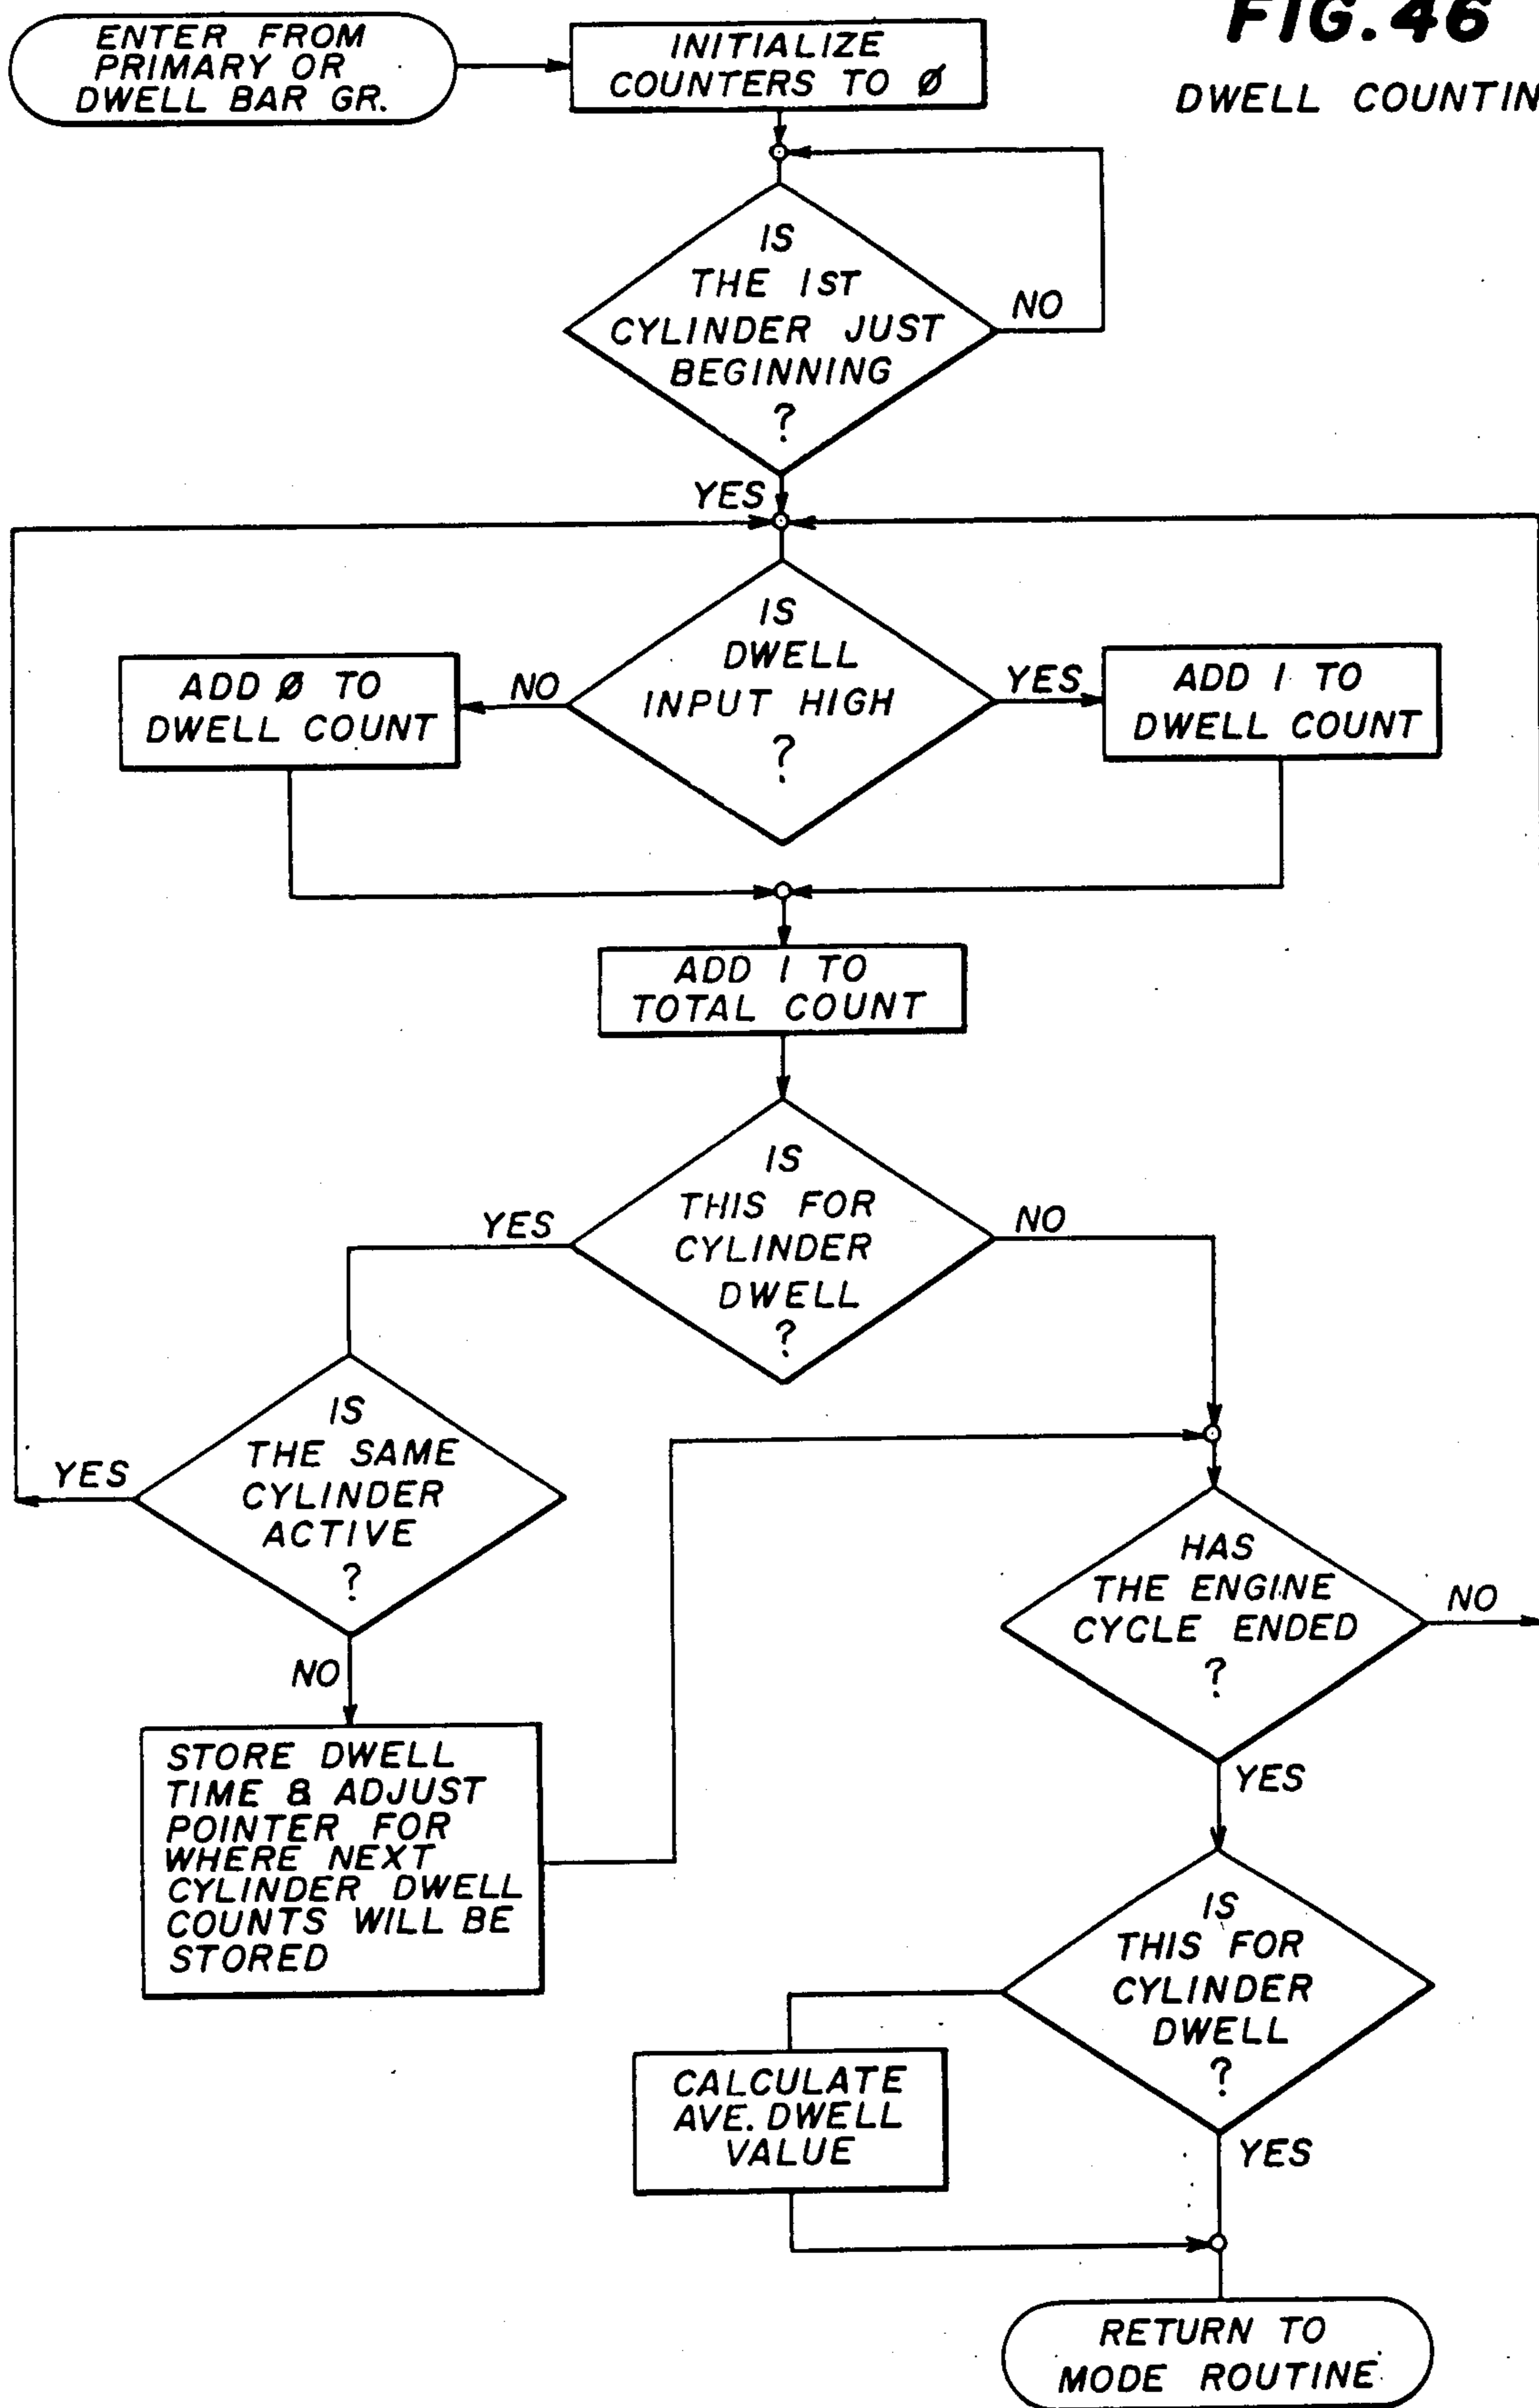 FIG.46
DWELL COUNTIN
ENTER FROM
PRIMARY OR
DWELL BAR GR.
INITIALIZE
COUNTERS TO Ø
IS
THE 1ST
CYLINDER JUST
BEGINNING
?
NO
YES
IS
DWELL
INPUT HIGH
?
NO
YES
ADD Ø TO
DWELL COUNT
ADD 1 TO
DWELL COUNT
ADD 1 TO
TOTAL COUNT
IS
THIS FOR
CYLINDER
DWELL
?
YES
NO
IS
THE SAME
CYLINDER
ACTIVE
?
YES
NO
STORE DWELL
TIME & ADJUST
POINTER FOR
WHERE NEXT
CYLINDER DWELL
COUNTS WILL BE
STORED
HAS
THE ENGINE
CYCLE ENDED
?
NO
YES
IS
THIS FOR
CYLINDER
DWELL
?
YES
CALCULATE
AVE. DWELL
VALUE
RETURN TO
MODE ROUTINE